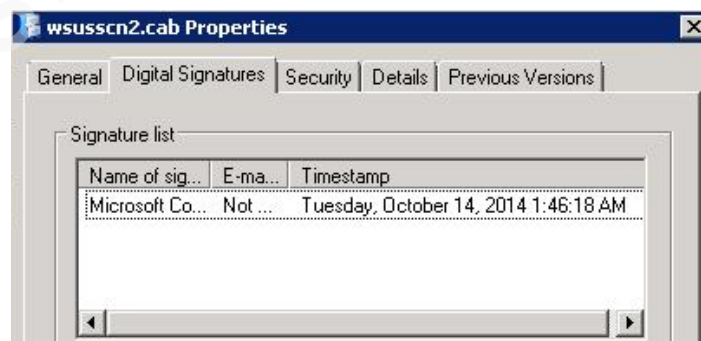 wsusscn2.cab Properties
General Digital Signatures Security Details Previous Versions
Signature list
Name of sig... E-ma... Timestamp
Microsoft Co... Not ... Tuesday, October 14, 2014 1:46:18 AM